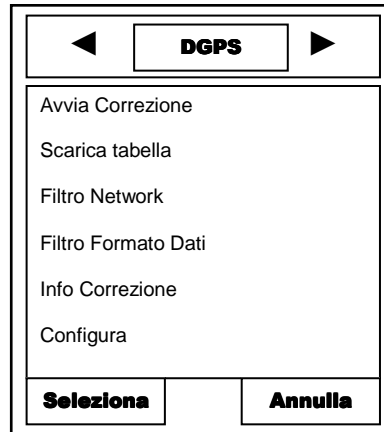 DGPS
Avvia Correzione
Scarica tabella
Filtro Network
Filtro Formato Dati
Info Correzione
Configura
Seleziona Annulla